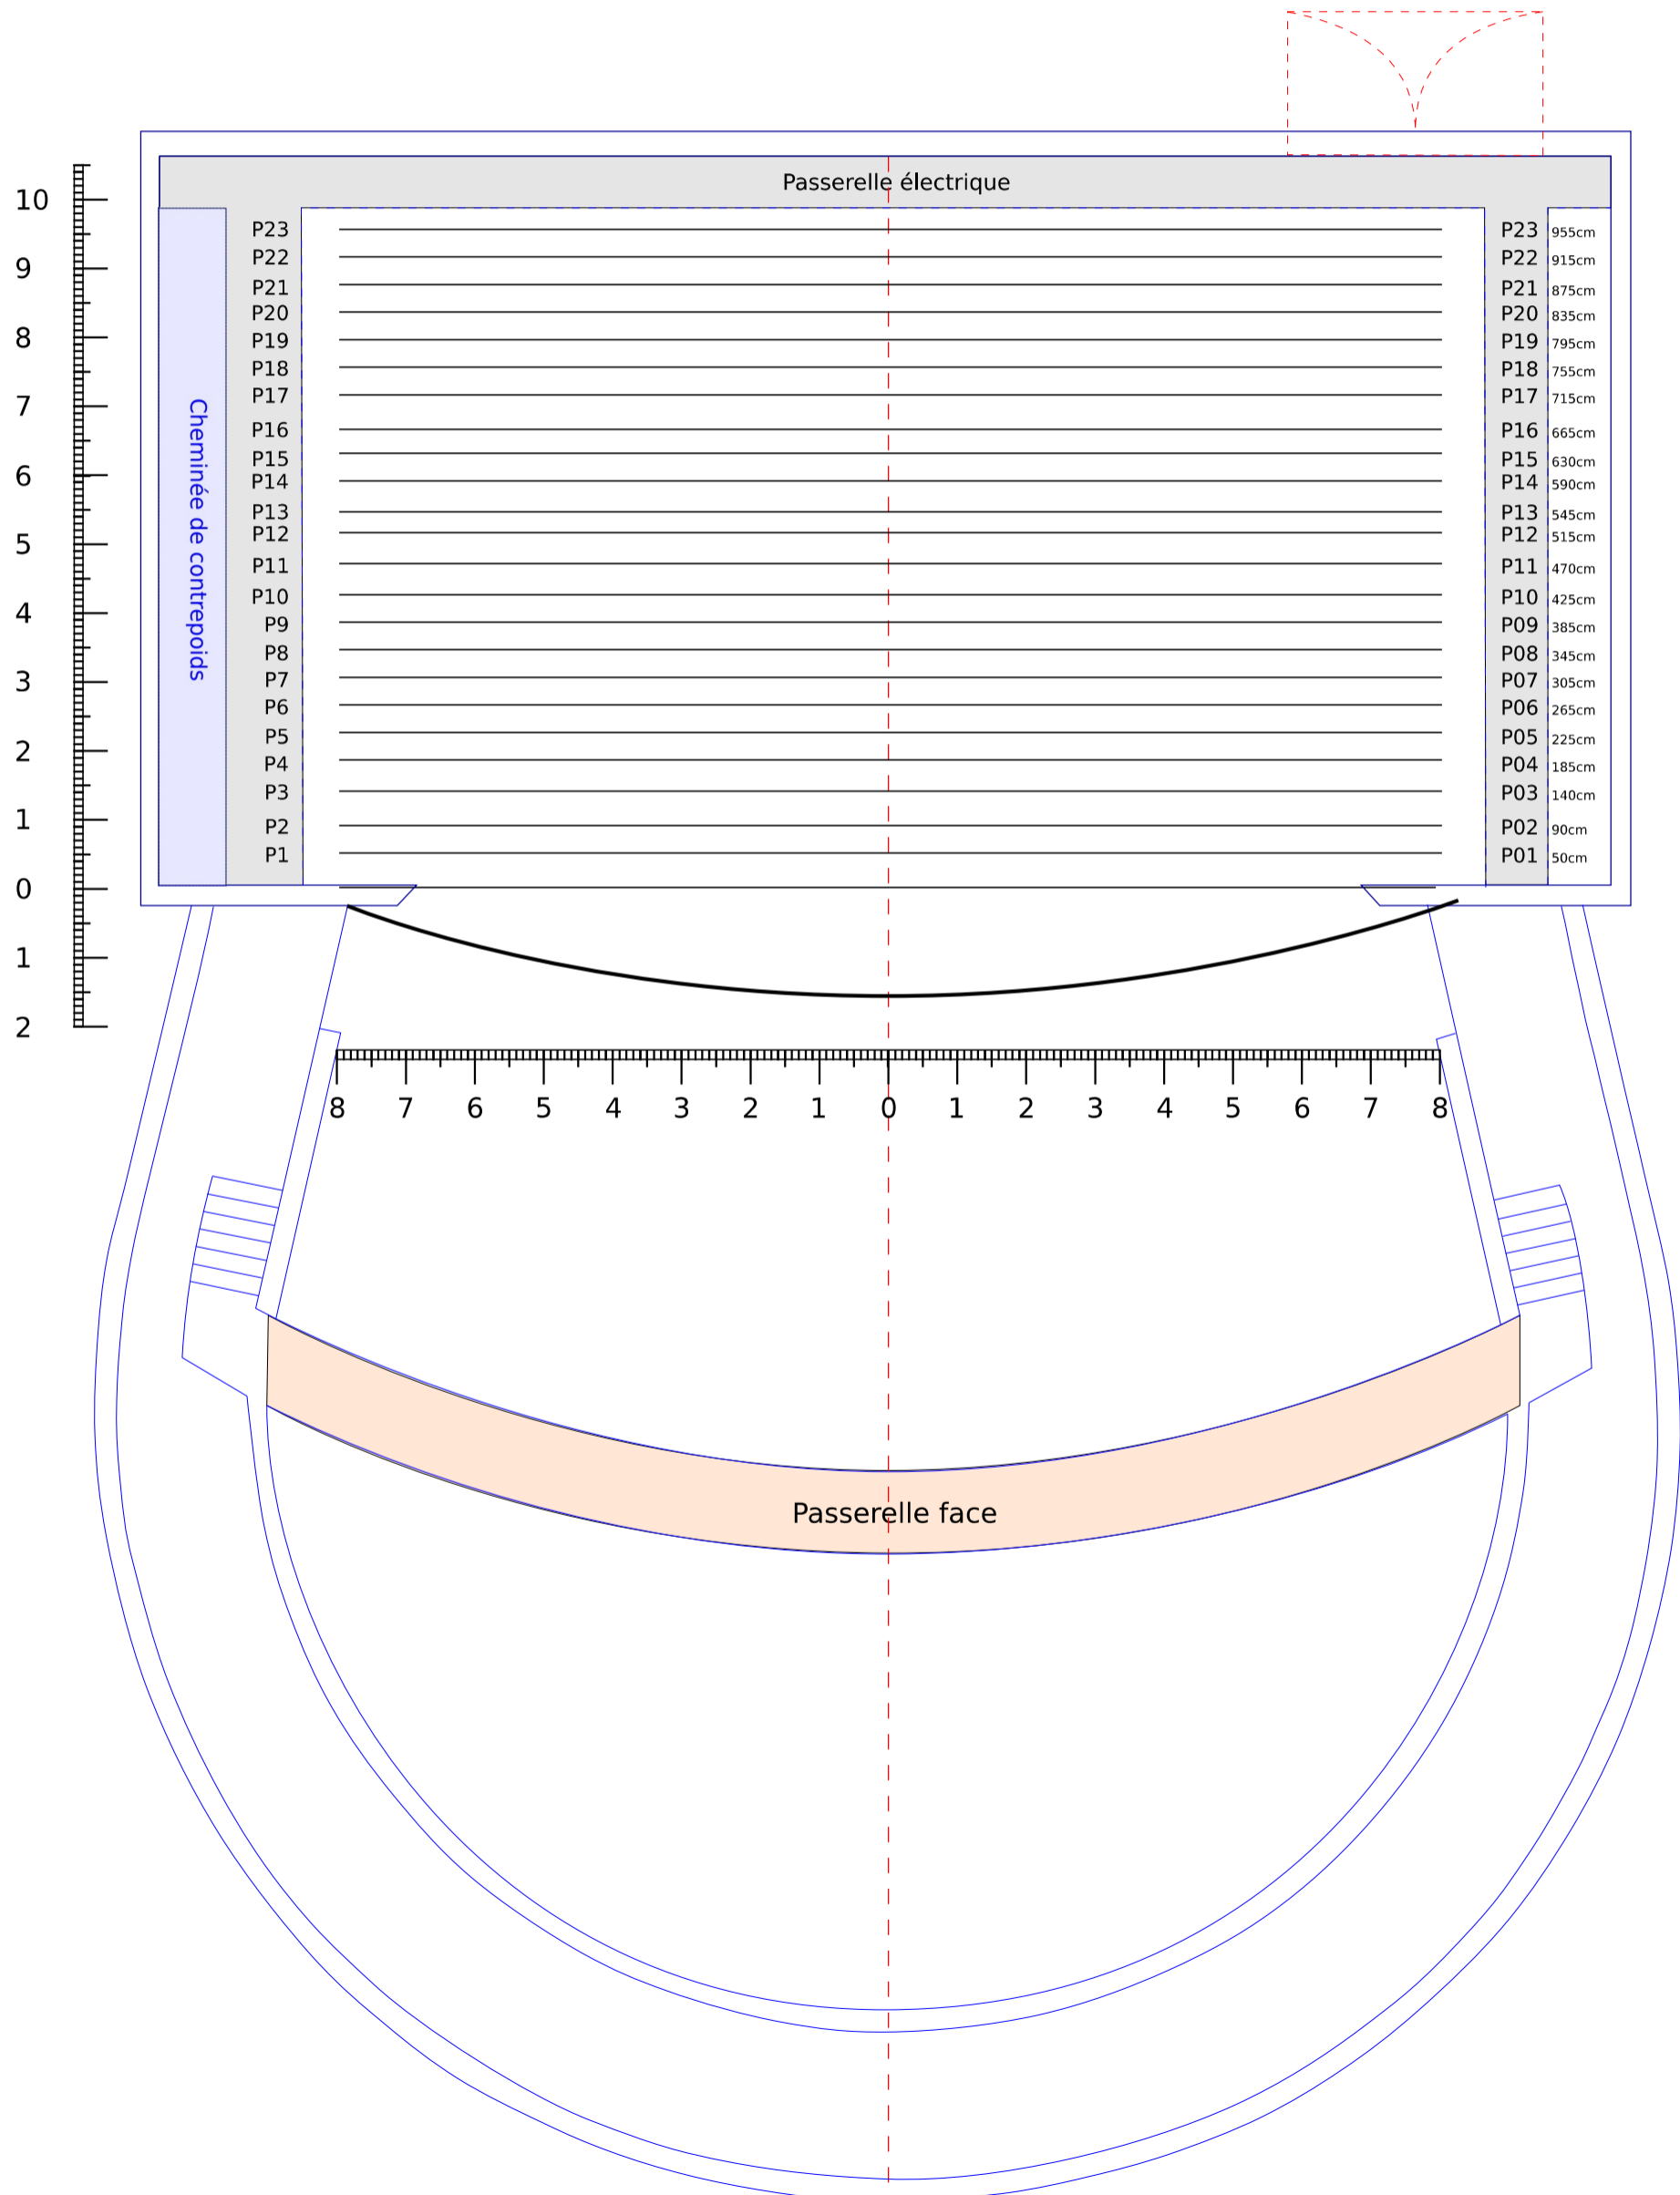 Passerelle électrique
10
P23 P23 955cm
P22 P22 915cm
9
P21 P21 875cm
P20 P20 835cm
8
P19 P19 795cm
P18 P18 755cm
P17 P17 715cm
7
P16 P16 665cm
P15 P15 630cm
6
P14 P14 590cm
P13 P13 545cm
P12 P12 515cm
5
P11 P11 470cm
P10 P10 425cm
4
P9 P09 385cm
P8 P08 345cm
P7 P07 305cm
3
P6 P06 265cm
P5 P05 225cm
2
P4 P04 185cm
P3 P03 140cm
1
P2 P02 90cm
P1 P01 50cm
0
1
2
Cheminée de contrepoids
8 7 6 5 4 3 2 1 0 1 2 3 4 5 6 7 8
Passerelle face